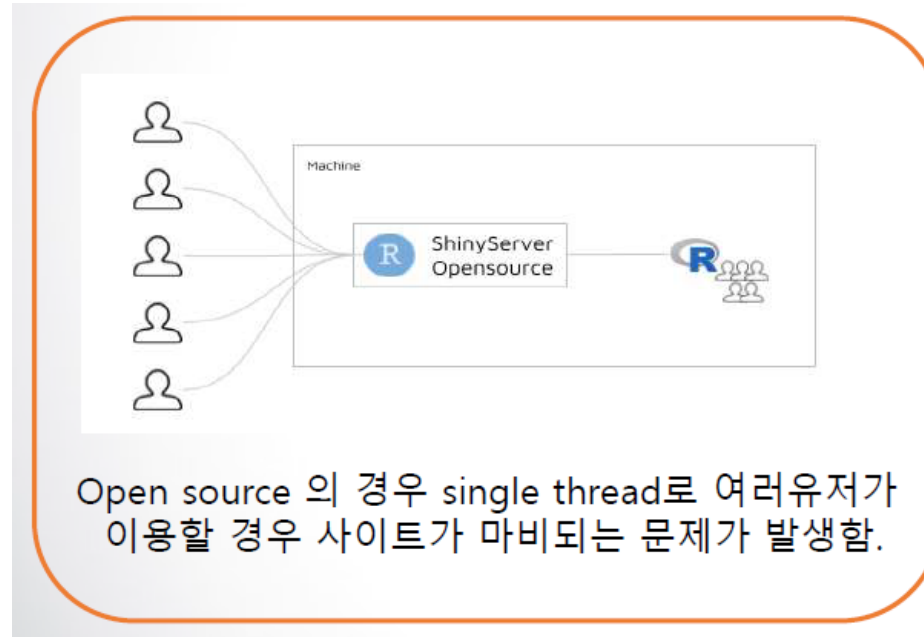 Machine
R ShinyServer
Opensource
R
Open source 의 경우 single thread로 여러유저가
이용할 경우 사이트가 마비되는 문제가 발생함.